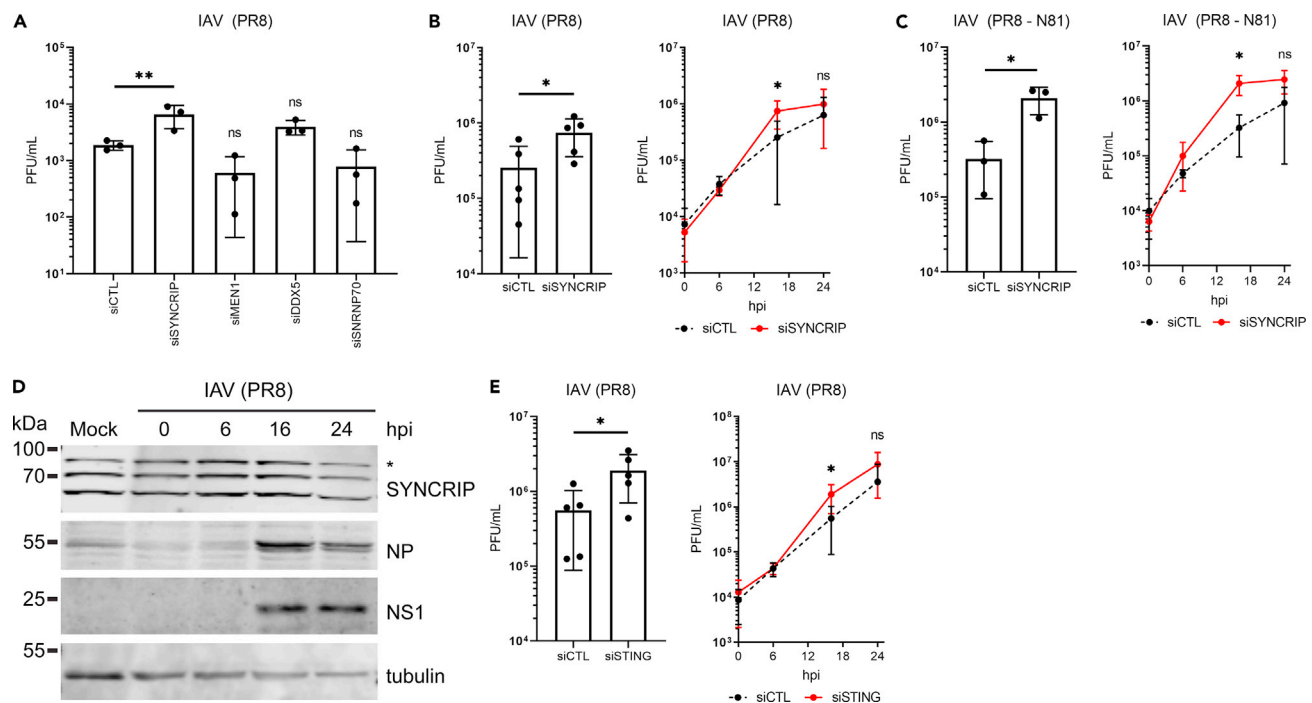 A
IAV (PR8)
PFU/mL
10⁵
10⁴
10³
10²
10¹
**
ns
ns
ns
siCTL
siSYNCRIP
siMEN1
siDDX5
siSNRNP70
B
IAV (PR8)
PFU/mL
10⁷
10⁶
10⁵
10⁴
*
siCTL siSYNCRIP
IAV (PR8)
PFU/mL
10⁷
10⁶
10⁵
10⁴
10³
*
ns
0 6 12 18 24
hpi
siCTL siSYNCRIP
C
IAV (PR8 - N81)
PFU/mL
10⁷
10⁶
10⁵
10⁴
*
siCTL siSYNCRIP
IAV (PR8 - N81)
PFU/mL
10⁷
10⁶
10⁵
10⁴
10³
*
ns
0 6 12 18 24
hpi
siCTL siSYNCRIP
D
IAV (PR8)
kDa Mock 0 6 16 24 hpi
100
70
*
SYNCRIP
55
NP
25
NS1
55
tubulin
E
IAV (PR8)
PFU/mL
10⁷
10⁶
10⁵
10⁴
*
siCTL siSTING
IAV (PR8)
PFU/mL
10⁸
10⁷
10⁶
10⁵
10⁴
10³
*
ns
0 6 12 18 24
hpi
siCTL siSTING